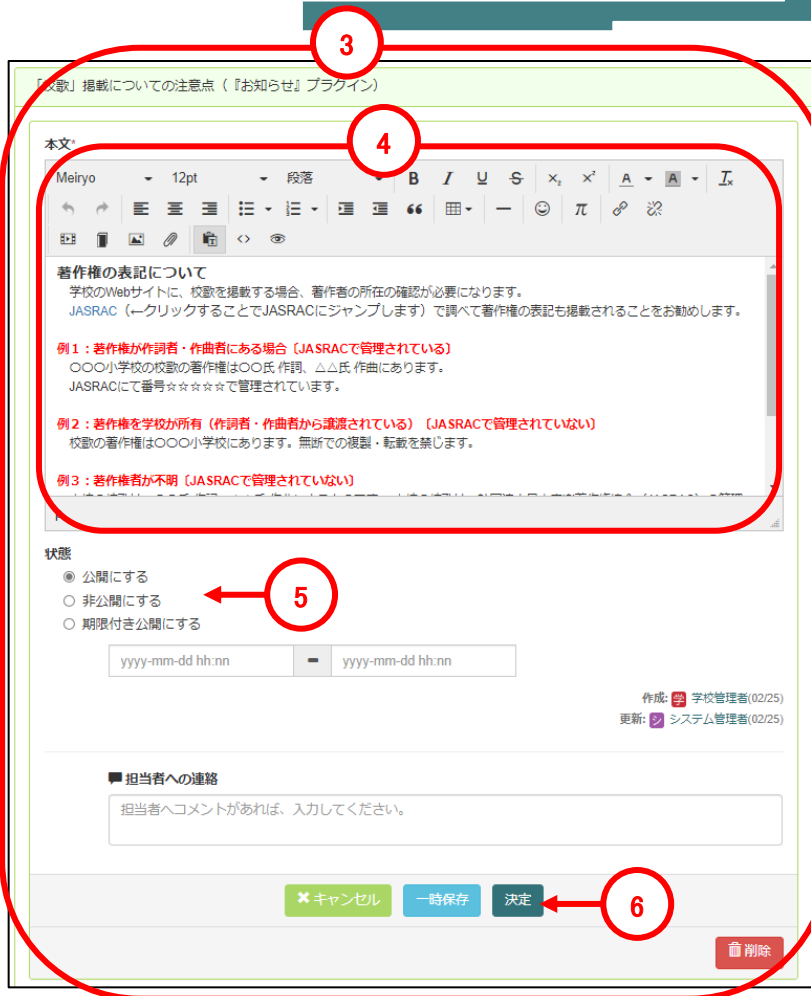 3
「校歌」掲載についての注意点（『お知らせ』プラクイン）
本文*
4
Meiryo 12pt 段落 B I U S x₂ x² A A Tx
π
著作権の表記について
学校のWebサイトに、校歌を掲載する場合、著作者の所在の確認が必要になります。
JASRAC（←クリックすることでJASRACにジャンプします）で調べて著作権の表記も掲載されることをお勧めします。
例１：著作権が作詞者・作曲者にある場合〔JASRACで管理されている〕
〇〇〇小学校の校歌の著作権は〇〇氏 作詞、△△氏 作曲にあります。
JASRACにて番号☆☆☆☆☆で管理されています。
例２：著作権を学校が所有（作詞者・作曲者から譲渡されている）〔JASRACで管理されていない〕
校歌の著作権は〇〇〇小学校にあります。無断での複製・転載を禁じます。
例３：著作権者が不明〔JASRACで管理されていない〕
状態
公開にする
非公開にする
5
期限付き公開にする
yyyy-mm-dd hh:nn - yyyy-mm-dd hh:nn
作成: 学 学校管理者(02/25)
更新: シ システム管理者(02/25)
担当者への連絡
担当者へコメントがあれば、入力してください。
×キャンセル 一時保存 決定
6
削除